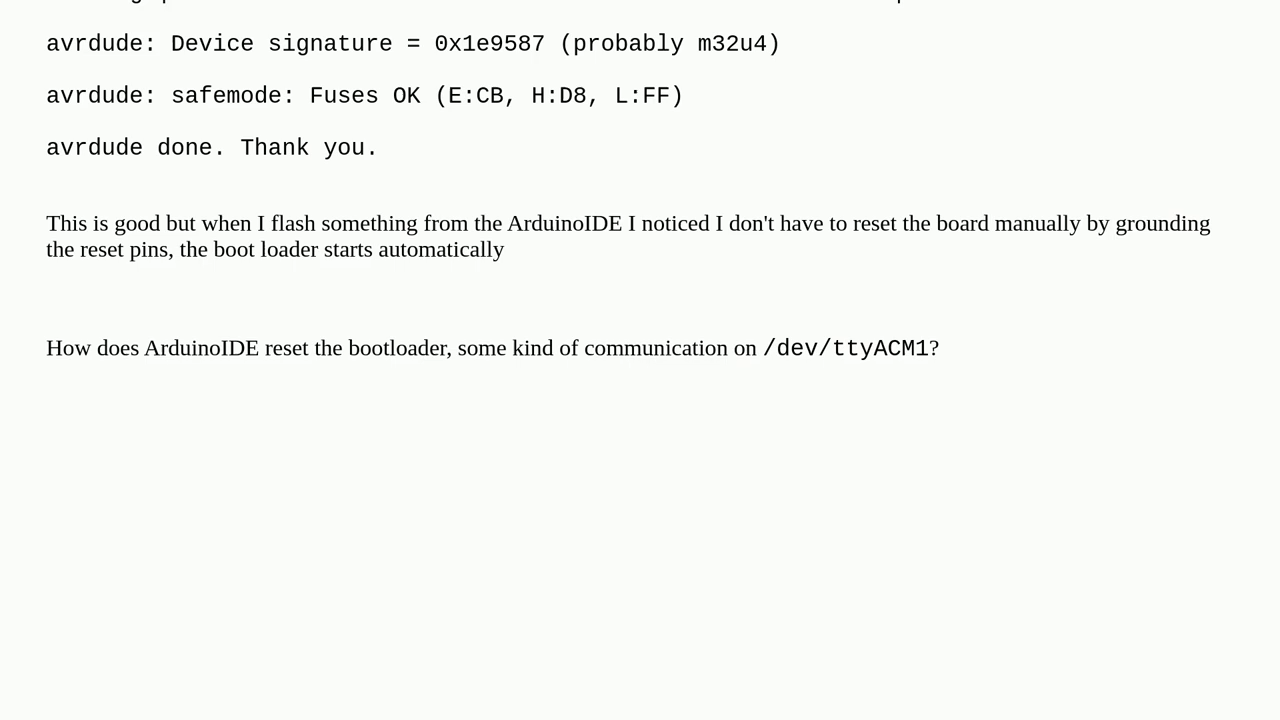 avrdude: Device signature = 0x1e9587 (probably m32u4)
avrdude: safemode: Fuses OK (E:CB, H:D8, L:FF)
avrdude done. Thank you.
This is good but when I flash something from the ArduinoIDE I noticed I don't have to reset the board manually by grounding
the reset pins, the boot loader starts automatically
How does ArduinoIDE reset the bootloader, some kind of communication on /dev/ttyACM1?